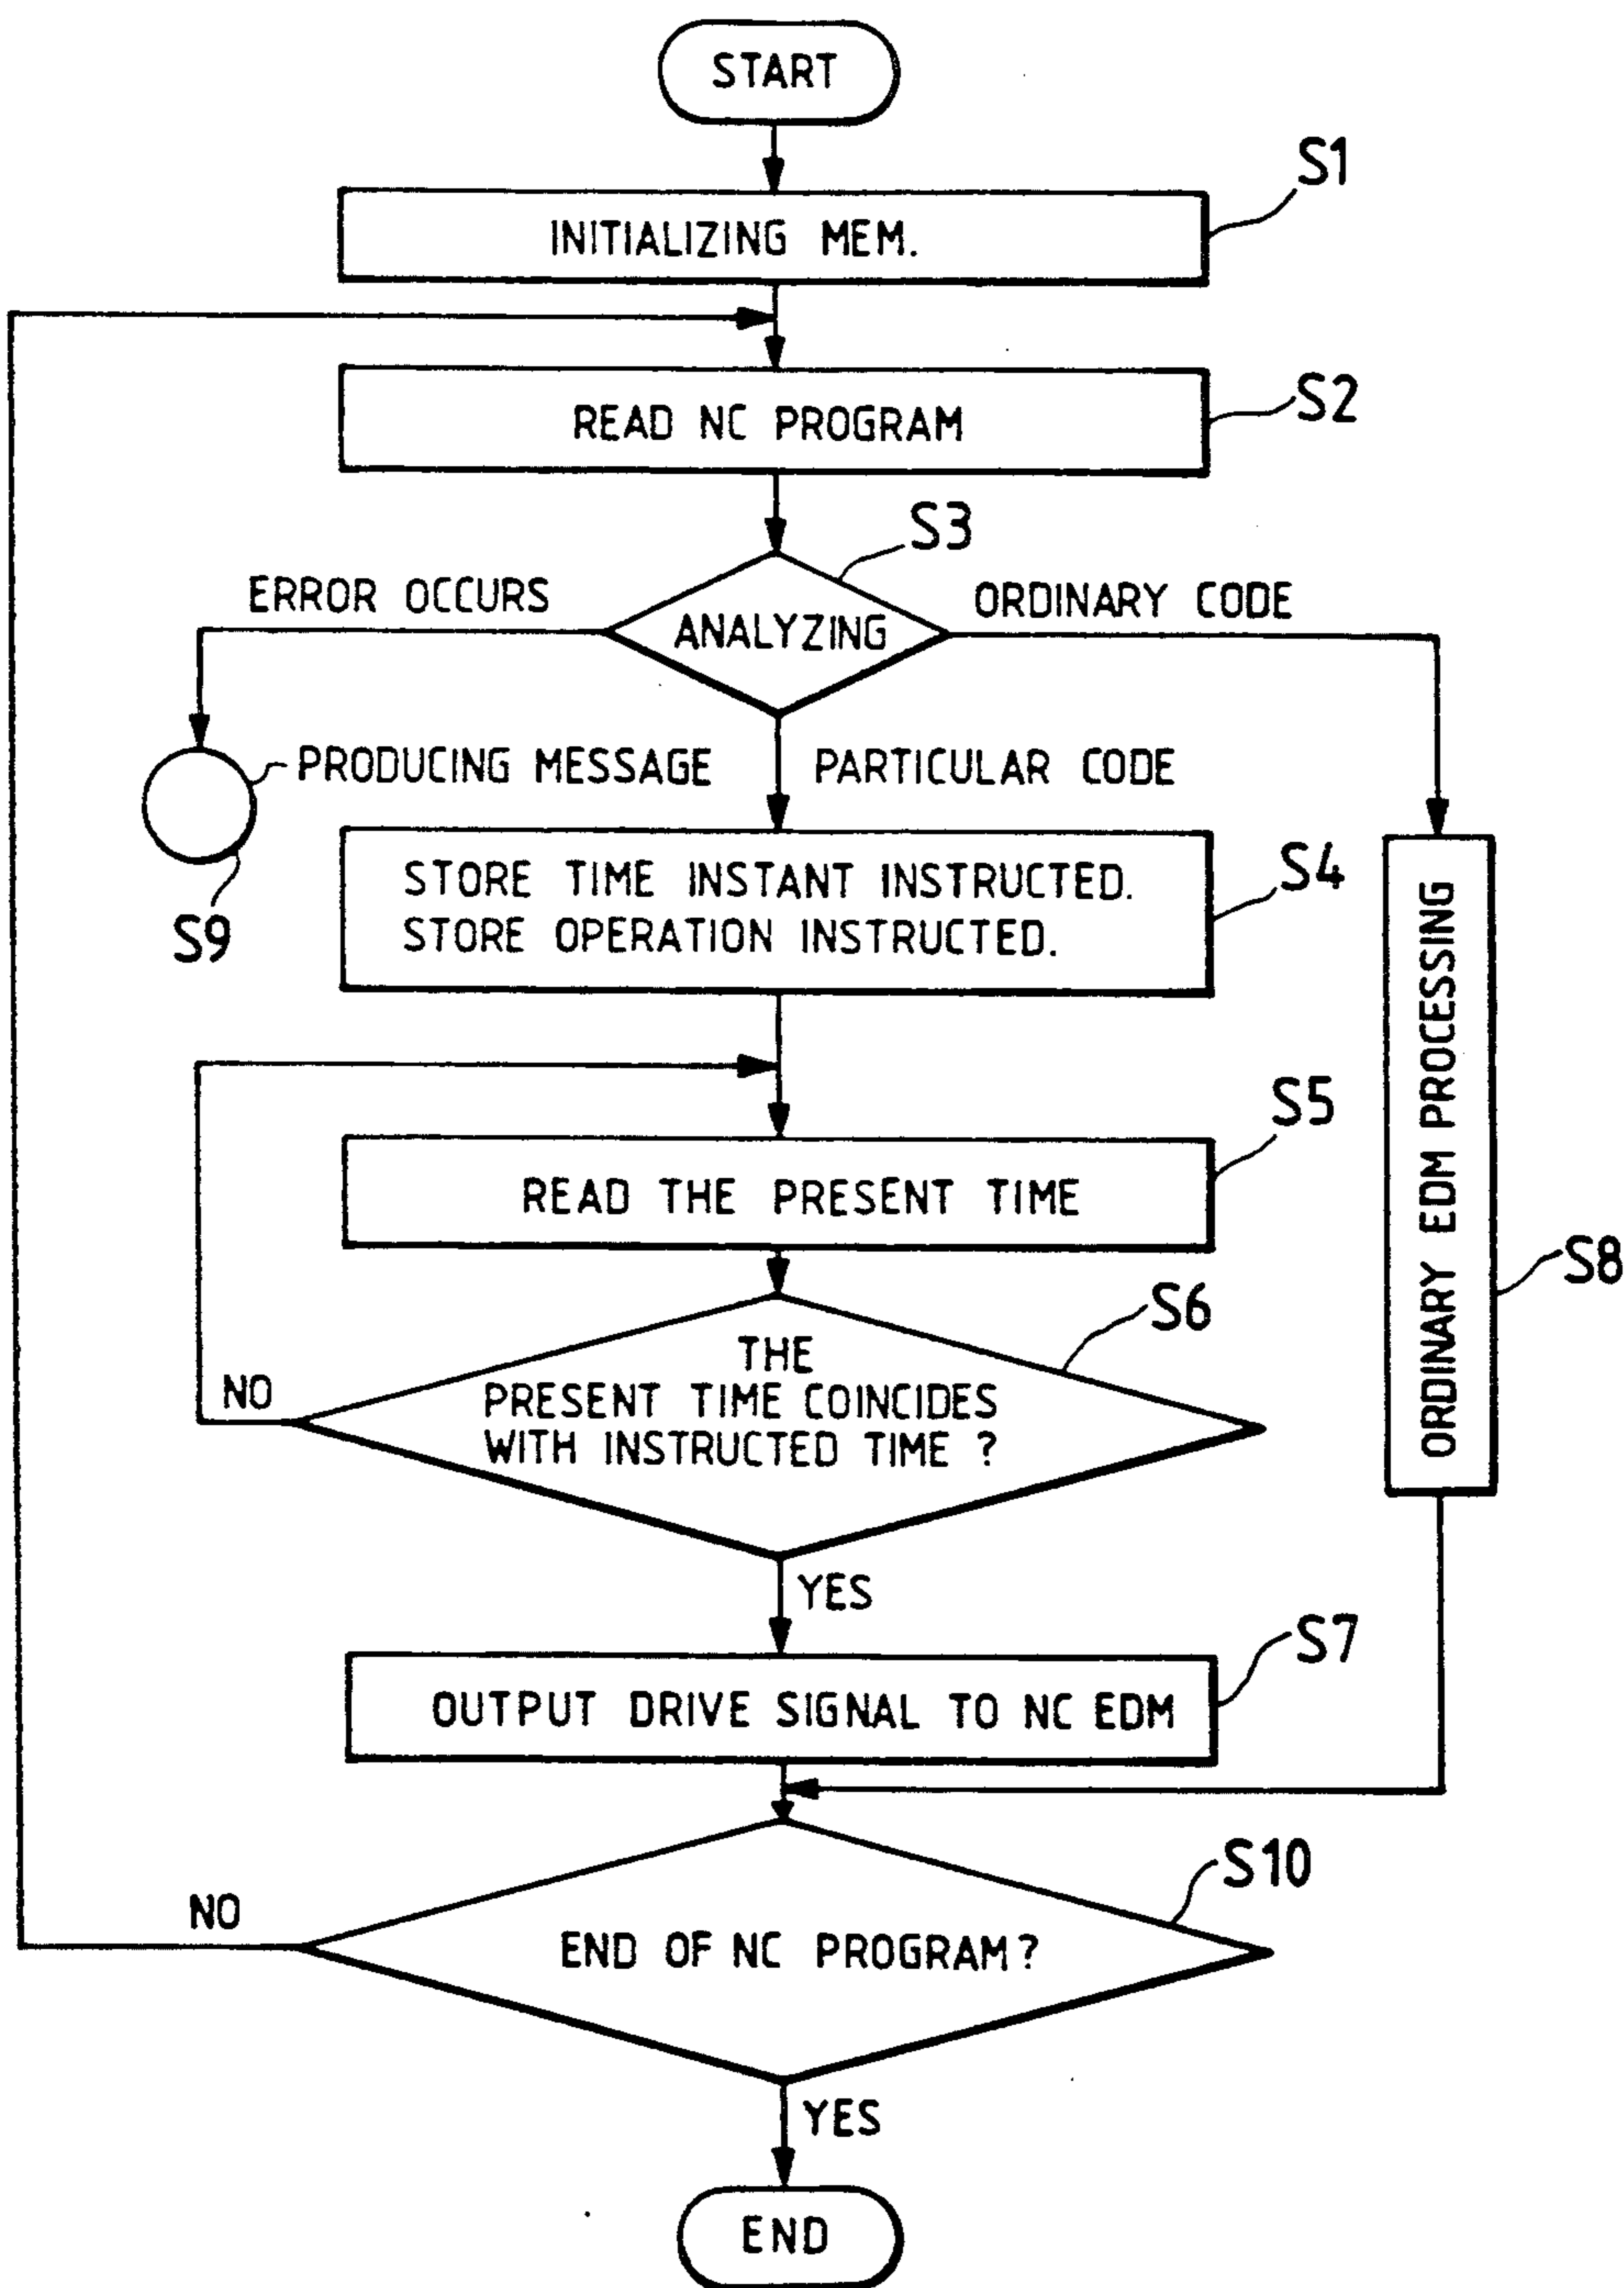 START
S1
INITIALIZING MEM.
S2
READ NC PROGRAM
S3
ERROR OCCURS
ANALYZING
ORDINARY CODE
PRODUCING MESSAGE
PARTICULAR CODE
S9
STORE TIME INSTANT INSTRUCTED.
STORE OPERATION INSTRUCTED.
S4
ORDINARY EDM PROCESSING
S8
S5
READ THE PRESENT TIME
S6
THE
PRESENT TIME COINCIDES
WITH INSTRUCTED TIME ?
NO
YES
S7
OUTPUT DRIVE SIGNAL TO NC EDM
S10
NO
END OF NC PROGRAM ?
YES
END